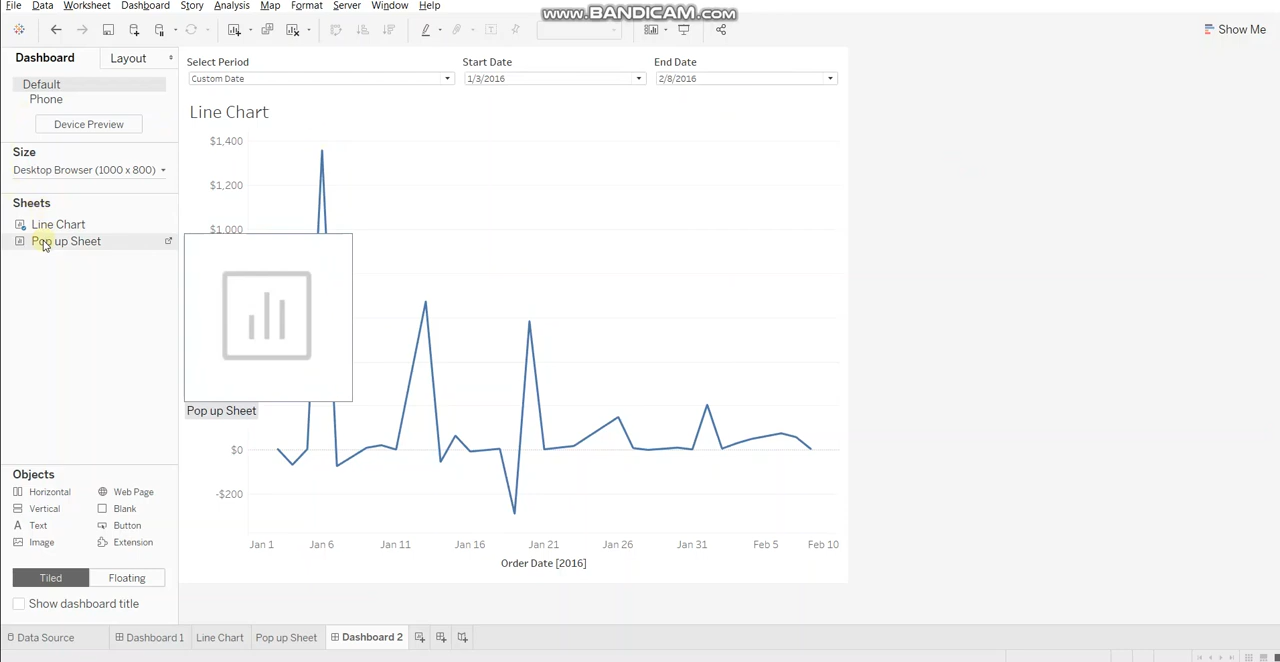 www.BANDICAM.com
File Data Worksheet Dashboard Story Analysis Map Format Server Window Help
Show Me
Dashboard Layout
Default
Phone
Device Preview
Size
Desktop Browser (1000 x 800)
Sheets
Line Chart
Pop up Sheet
Select Period Start Date End Date
Custom Date 1/3/2016 2/8/2016
Line Chart
$1,400
$1,200
$1,000
Pop up Sheet
$0
-$200
Jan 1 Jan 6 Jan 11 Jan 16 Jan 21 Jan 26 Jan 31 Feb 5 Feb 10
Order Date [2016]
Objects
Horizontal Web Page
Vertical Blank
Text Button
Image Extension
Tiled Floating
Show dashboard title
Data Source Dashboard 1 Line Chart Pop up Sheet Dashboard 2